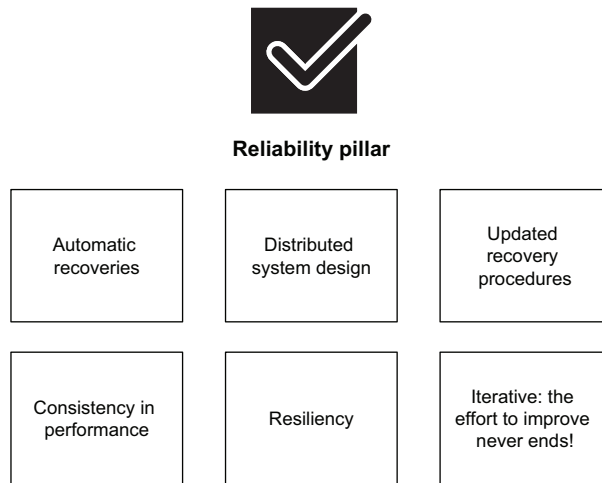 Reliability pillar
Automatic
recoveries
Distributed
system design
Updated
recovery
procedures
Consistency in
performance
Resiliency
Iterative: the
effort to improve
never ends!